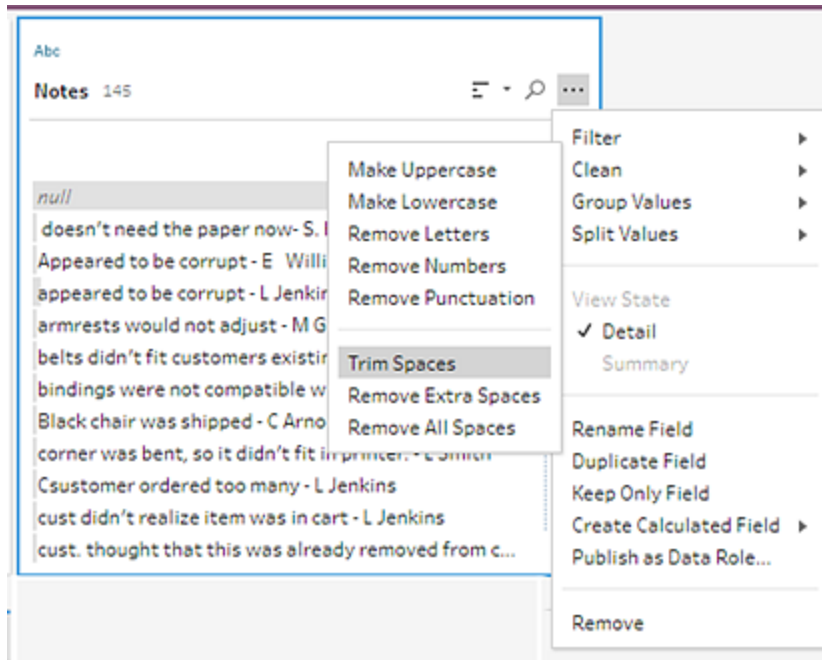 Abc
Notes 145
null
doesn't need the paper now- S.
Appeared to be corrupt - E Willi
appeared to be corrupt - L Jenkin
armrests would not adjust - M G
belts didn't fit customers existin
bindings were not compatible w
Black chair was shipped - C Arno
corner was bent, so it didn't fit in printer. - L Smith
Csustomer ordered too many - L Jenkins
cust didn't realize item was in cart - L Jenkins
cust. thought that this was already removed from c...
Make Uppercase
Make Lowercase
Remove Letters
Remove Numbers
Remove Punctuation
Trim Spaces
Remove Extra Spaces
Remove All Spaces
Filter
Clean
Group Values
Split Values
View State
✓ Detail
Summary
Rename Field
Duplicate Field
Keep Only Field
Create Calculated Field
Publish as Data Role...
Remove